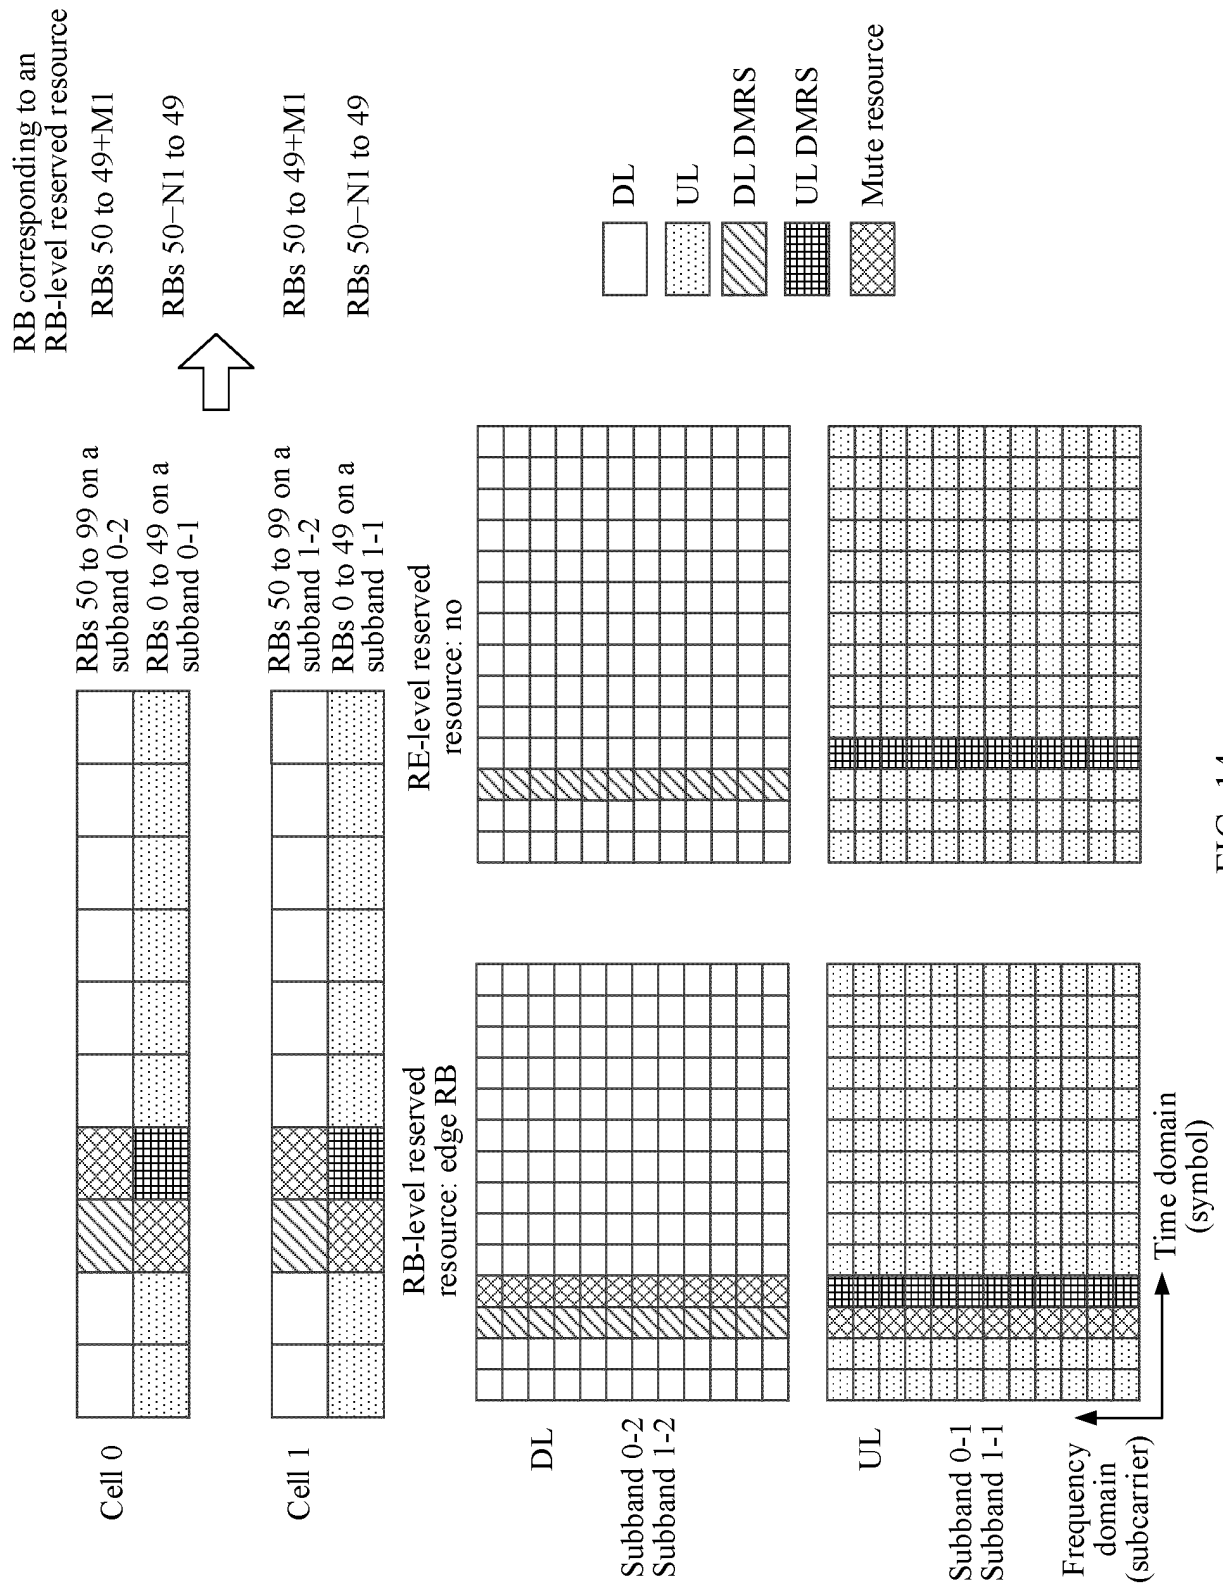 RB corresponding to an
RB-level reserved resource
Cell 0
RBs 50 to 99 on a
subband 0-2
RBs 50 to 49+M1
RBs 0 to 49 on a
subband 0-1
RBs 50−N1 to 49
Cell 1
RBs 50 to 99 on a
subband 1-2
RBs 50 to 49+M1
RBs 0 to 49 on a
subband 1-1
RBs 50−N1 to 49
RB-level reserved
resource: edge RB
RE-level reserved
resource: no
DL
Subband 0-2
Subband 1-2
UL
Subband 0-1
Subband 1-1
Frequency
domain
(subcarrier)
Time domain
(symbol)
DL
UL
DL DMRS
UL DMRS
Mute resource